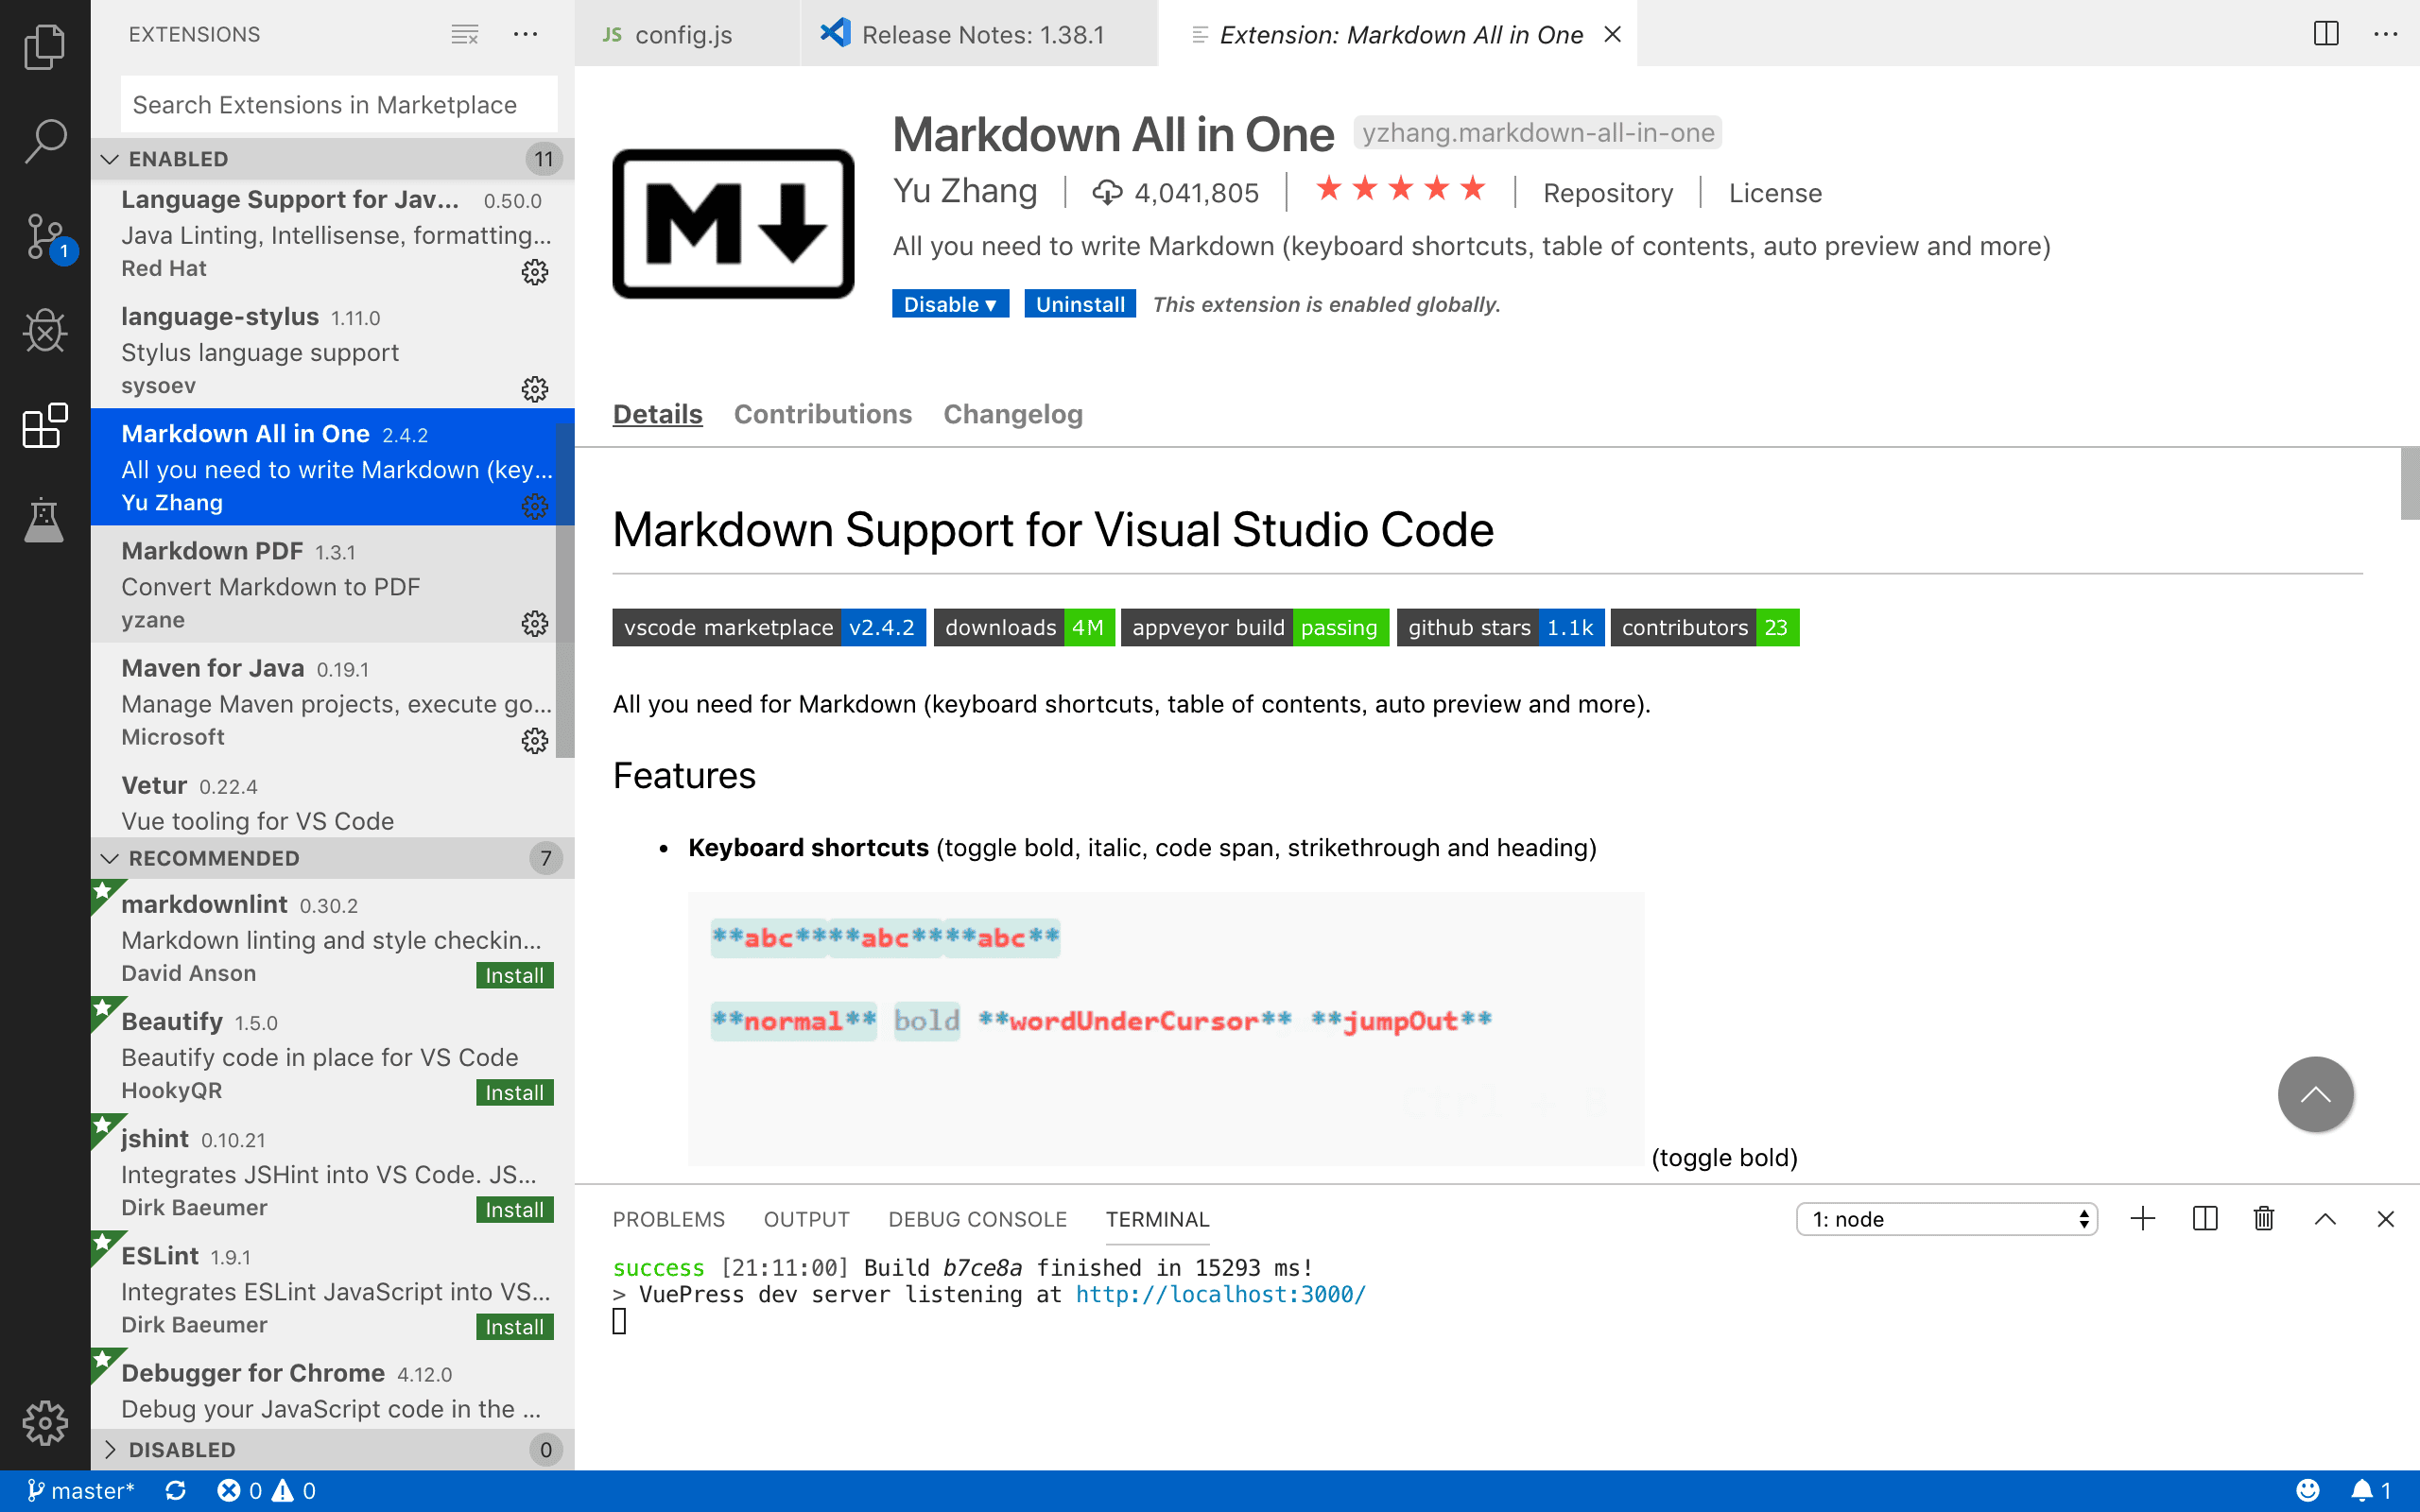 EXTENSIONS
Search Extensions in Marketplace
ENABLED 11
Language Support for Jav... 0.50.0
Java Linting, Intellisense, formatting...
Red Hat
language-stylus 1.11.0
Stylus language support
sysoev
Markdown All in One 2.4.2
All you need to write Markdown (key...
Yu Zhang
Markdown PDF 1.3.1
Convert Markdown to PDF
yzane
Maven for Java 0.19.1
Manage Maven projects, execute go...
Microsoft
Vetur 0.22.4
Vue tooling for VS Code
RECOMMENDED 7
markdownlint 0.30.2
Markdown linting and style checkin...
David Anson Install
Beautify 1.5.0
Beautify code in place for VS Code
HookyQR Install
jshint 0.10.21
Integrates JSHint into VS Code. JS...
Dirk Baeumer Install
ESLint 1.9.1
Integrates ESLint JavaScript into VS...
Dirk Baeumer Install
Debugger for Chrome 4.12.0
Debug your JavaScript code in the ...
DISABLED 0
1
JS config.js Release Notes: 1.38.1 Extension: Markdown All in One
M
Markdown All in One yzhang.markdown-all-in-one
Yu Zhang 4,041,805 ★★★★★ Repository License
All you need to write Markdown (keyboard shortcuts, table of contents, auto preview and more)
Disable ▾ Uninstall This extension is enabled globally.
Details Contributions Changelog
Markdown Support for Visual Studio Code
vscode marketplace v2.4.2 downloads 4M appveyor build passing github stars 1.1k contributors 23
All you need for Markdown (keyboard shortcuts, table of contents, auto preview and more).
Features
• Keyboard shortcuts (toggle bold, italic, code span, strikethrough and heading)
**abc****abc****abc**
**normal** bold **wordUnderCursor** **jumpOut**
(toggle bold)
PROBLEMS OUTPUT DEBUG CONSOLE TERMINAL 1: node
success [21:11:00] Build b7ce8a finished in 15293 ms!
> VuePress dev server listening at http://localhost:3000/
master* 0 0 1